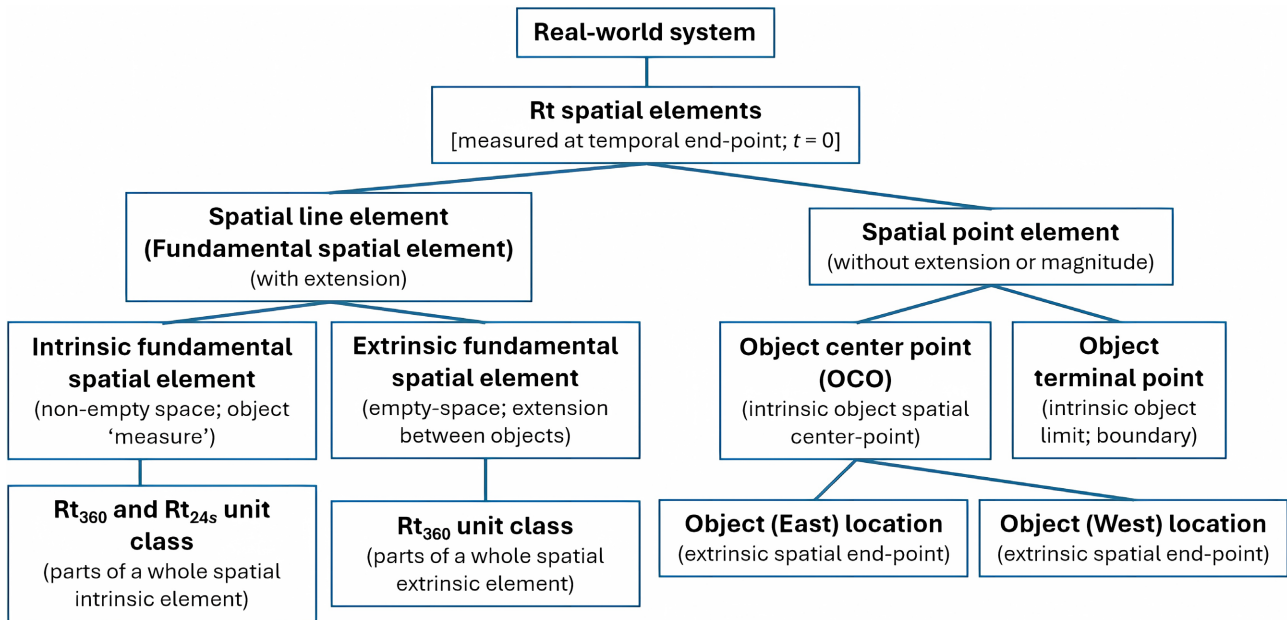 Real-world system
Rt spatial elements
[measured at temporal end-point; t = 0]
Spatial line element
(Fundamental spatial element)
(with extension)
Spatial point element
(without extension or magnitude)
Intrinsic fundamental
spatial element
(non-empty space; object
‘measure’)
Extrinsic fundamental
spatial element
(empty-space; extension
between objects)
Object center point
(OCO)
(intrinsic object spatial
center-point)
Object
terminal point
(intrinsic object
limit; boundary)
Rt360 and Rt24s unit
class
(parts of a whole spatial
intrinsic element)
Rt360 unit class
(parts of a whole spatial
extrinsic element)
Object (East) location
(extrinsic spatial end-point)
Object (West) location
(extrinsic spatial end-point)